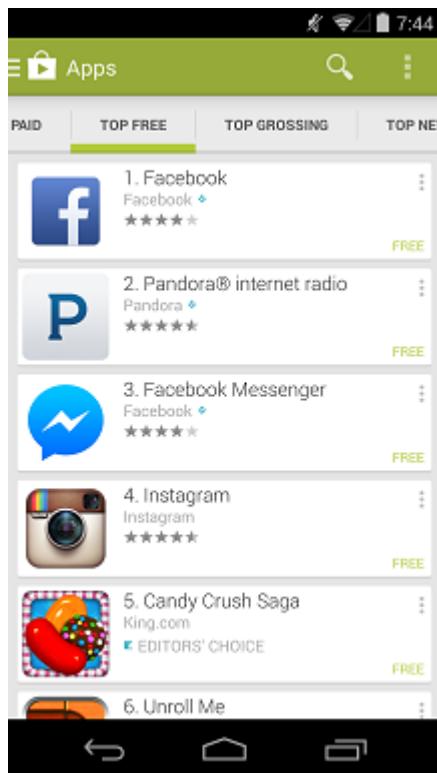 7:44
Apps
PAID TOP FREE TOP GROSSING TOP NE
1. Facebook
Facebook
FREE
2. Pandora® internet radio
Pandora
FREE
3. Facebook Messenger
Facebook
FREE
4. Instagram
Instagram
FREE
5. Candy Crush Saga
King.com
EDITORS' CHOICE
FREE
6. Unroll Me